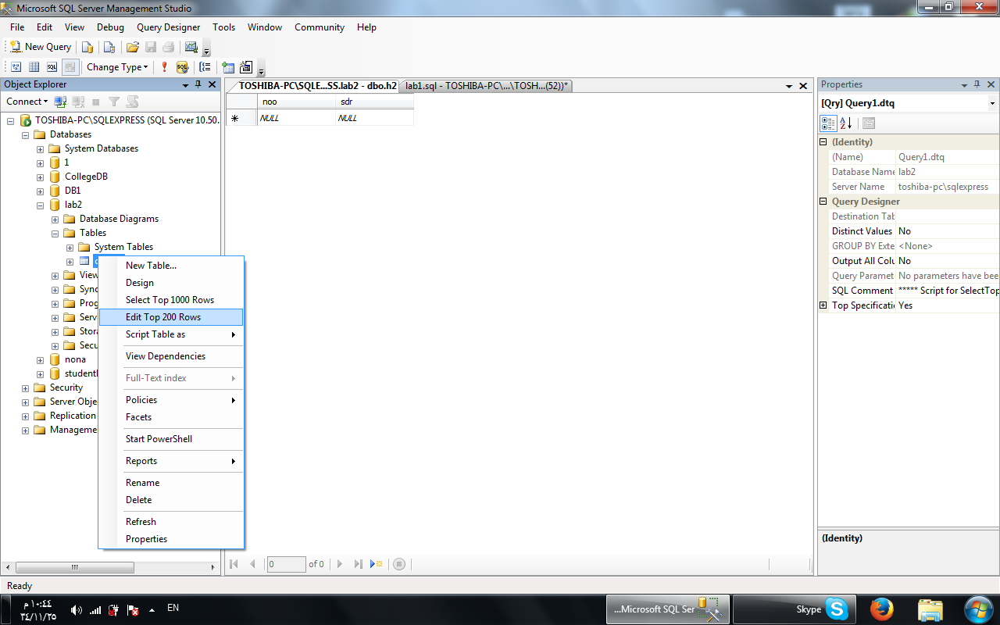 Microsoft SQL Server Management Studio
File Edit View Debug Query Designer Tools Window Community Help
New Query
Change Type
Object Explorer
Connect
TOSHIBA-PC\SQLEXPRESS (SQL Server 10.50.
Databases
System Databases
1
CollegeDB
DB1
lab2
Database Diagrams
Tables
System Tables
View
Sync
Prog
Serv
Stora
Secu
nona
studentl
Security
Server Obje
Replication
Manageme
New Table...
Design
Select Top 1000 Rows
Edit Top 200 Rows
Script Table as
View Dependencies
Full-Text index
Policies
Facets
Start PowerShell
Reports
Rename
Delete
Refresh
Properties
TOSHIBA-PC\SQLE...SS.lab2 - dbo.h2 lab1.sql - TOSHIBA-PC\...\TOSH...(52))*
noo sdr
NULL NULL
0 of 0
Properties
[Qry] Query1.dtq
(Identity)
(Name) Query1.dtq
Database Name lab2
Server Name toshiba-pc\sqlexpress
Query Designer
Destination Tab
Distinct Values No
GROUP BY Exte <None>
Output All Colu No
Query Paramet No parameters have bee
SQL Comment ***** Script for SelectTop
Top Specificatio Yes
(Identity)
Ready
١٠:٤٤ م
٣٤/١١/٢٥
EN
...Microsoft SQL Ser
Skype